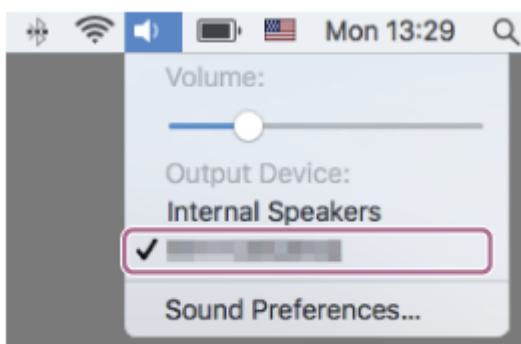 Mon 13:29
Volume:
Output Device:
Internal Speakers
Sound Preferences...